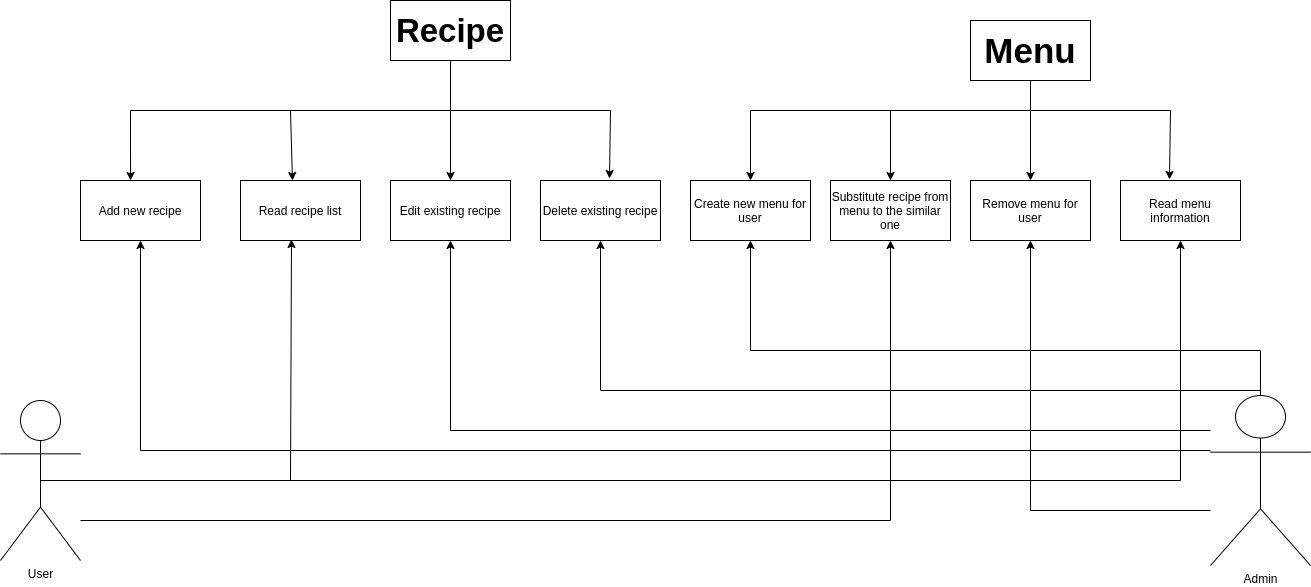 Recipe
Menu
Add new recipe
Read recipe list
Edit existing recipe
Delete existing recipe
Create new menu for
user
Substitute recipe from
menu to the similar
one
Remove menu for
user
Read menu
information
User
Admin